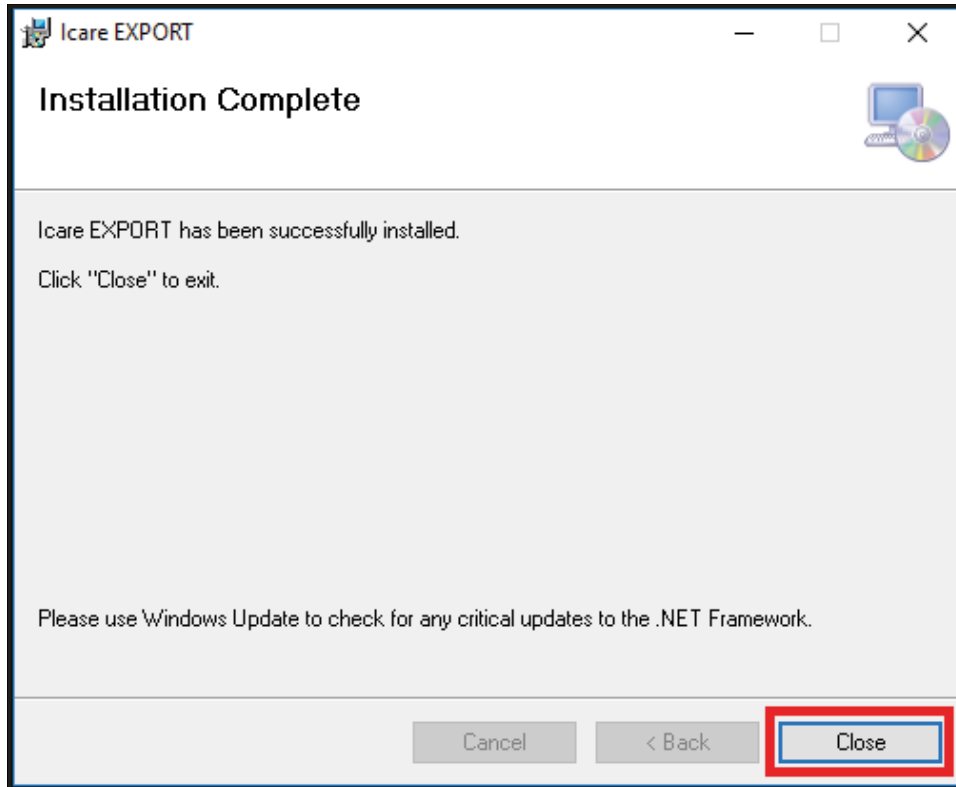 Icare EXPORT
Installation Complete
Icare EXPORT has been successfully installed.
Click "Close" to exit.
Please use Windows Update to check for any critical updates to the .NET Framework.
Cancel
< Back
Close